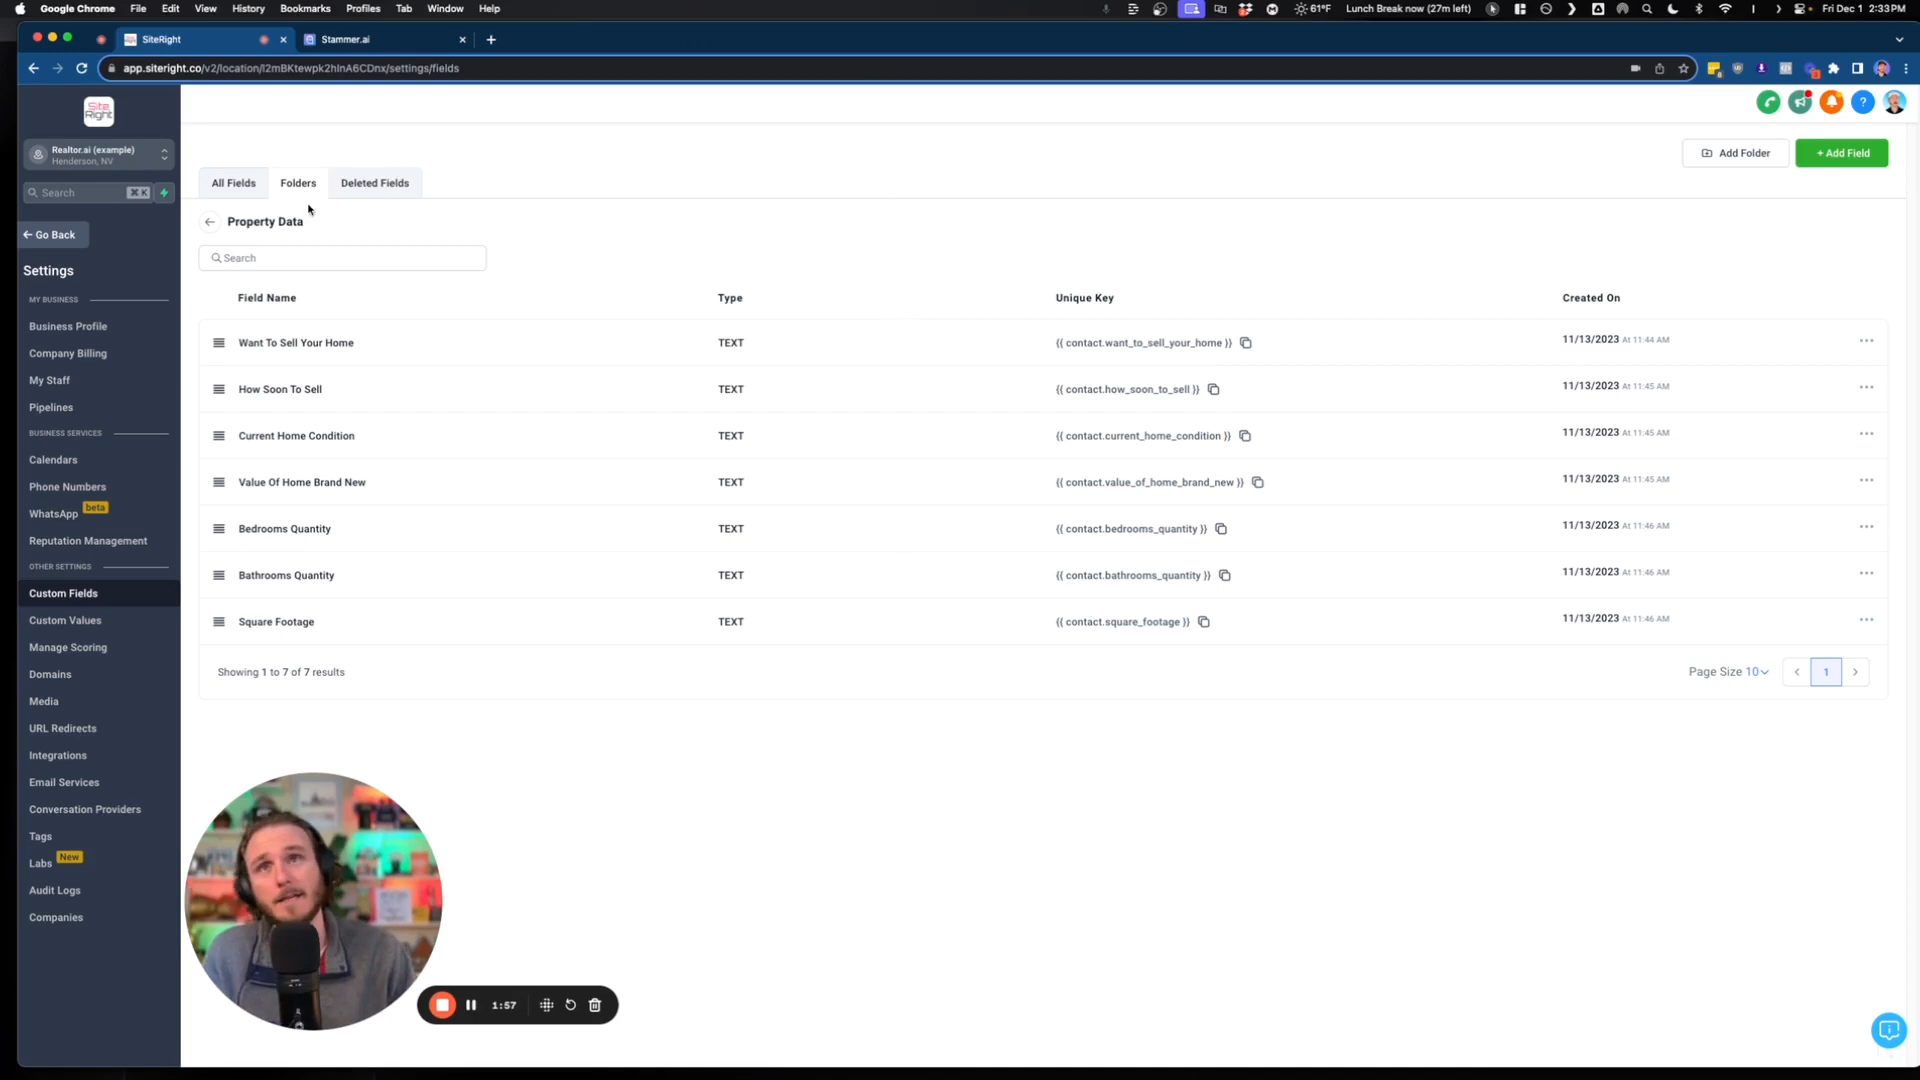 Google Chrome File Edit View History Bookmarks Profiles Tab Window Help 61°F Lunch Break now (27m left) Fri Dec 1 2:33PM
SiteRight Stammer.ai
app.siteright.co/v2/location/l2mBKtewpk2hlnA6CDnx/settings/fields
Site Right
Realtor.ai (example)
Henderson, NV
Search ⌘ K
Go Back
Settings
MY BUSINESS
Business Profile
Company Billing
My Staff
Pipelines
BUSINESS SERVICES
Calendars
Phone Numbers
WhatsApp beta
Reputation Management
OTHER SETTINGS
Custom Fields
Custom Values
Manage Scoring
Domains
Media
URL Redirects
Integrations
Email Services
Conversation Providers
Tags
Labs New
Audit Logs
Companies
Add Folder + Add Field
All Fields Folders Deleted Fields
Property Data
Search
Field Name Type Unique Key Created On
Want To Sell Your Home TEXT {{ contact.want_to_sell_your_home }} 11/13/2023 At 11:44 AM
How Soon To Sell TEXT {{ contact.how_soon_to_sell }} 11/13/2023 At 11:45 AM
Current Home Condition TEXT {{ contact.current_home_condition }} 11/13/2023 At 11:45 AM
Value Of Home Brand New TEXT {{ contact.value_of_home_brand_new }} 11/13/2023 At 11:45 AM
Bedrooms Quantity TEXT {{ contact.bedrooms_quantity }} 11/13/2023 At 11:46 AM
Bathrooms Quantity TEXT {{ contact.bathrooms_quantity }} 11/13/2023 At 11:46 AM
Square Footage TEXT {{ contact.square_footage }} 11/13/2023 At 11:46 AM
Showing 1 to 7 of 7 results Page Size 10 1
1:57